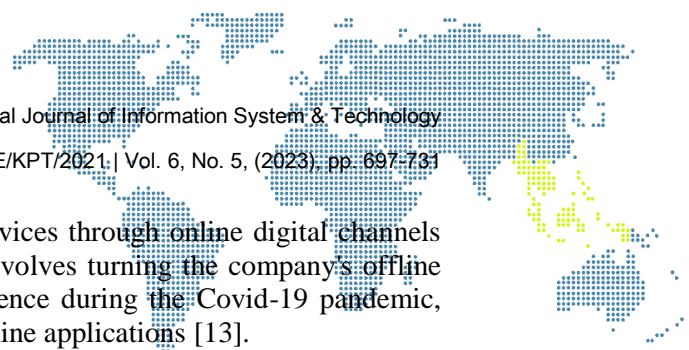 al Journal of Information System & Technology
E/KPT/2021 | Vol. 6, No. 5, (2023), pp. 697-731
vices through online digital channels
volves turning the company's offline
ence during the Covid-19 pandemic,
ine applications [13].